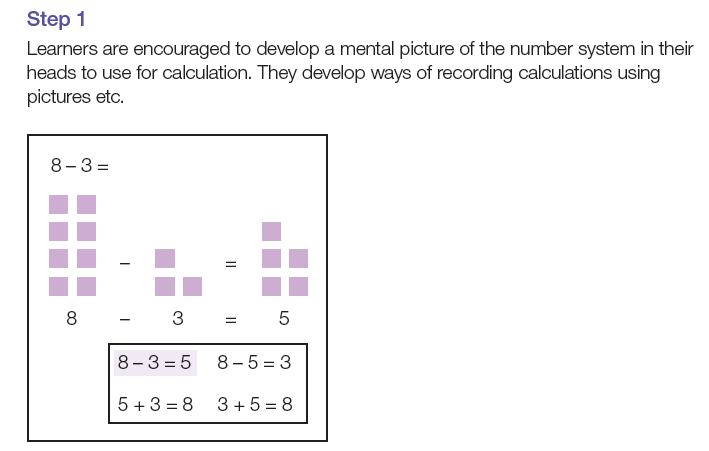 Step 1
Learners are encouraged to develop a mental picture of the number system in their
heads to use for calculation. They develop ways of recording calculations using
pictures etc.
8 – 3 =
– =
8 – 3 = 5
8 – 3 = 5 8 – 5 = 3
5 + 3 = 8 3 + 5 = 8